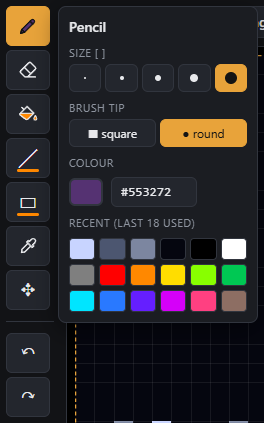 Pencil
SIZE [ ]
BRUSH TIP
■ square
● round
COLOUR
#553272
RECENT (LAST 18 USED)